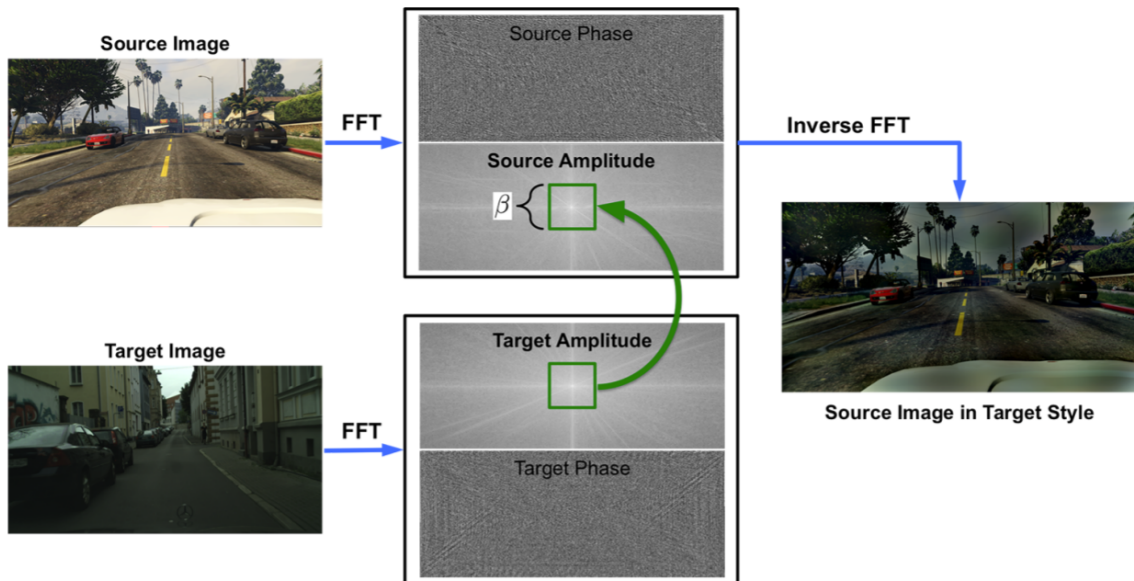 Source Image
FFT
Source Phase
Source Amplitude
β
Inverse FFT
Source Image in Target Style
Target Image
FFT
Target Amplitude
Target Phase